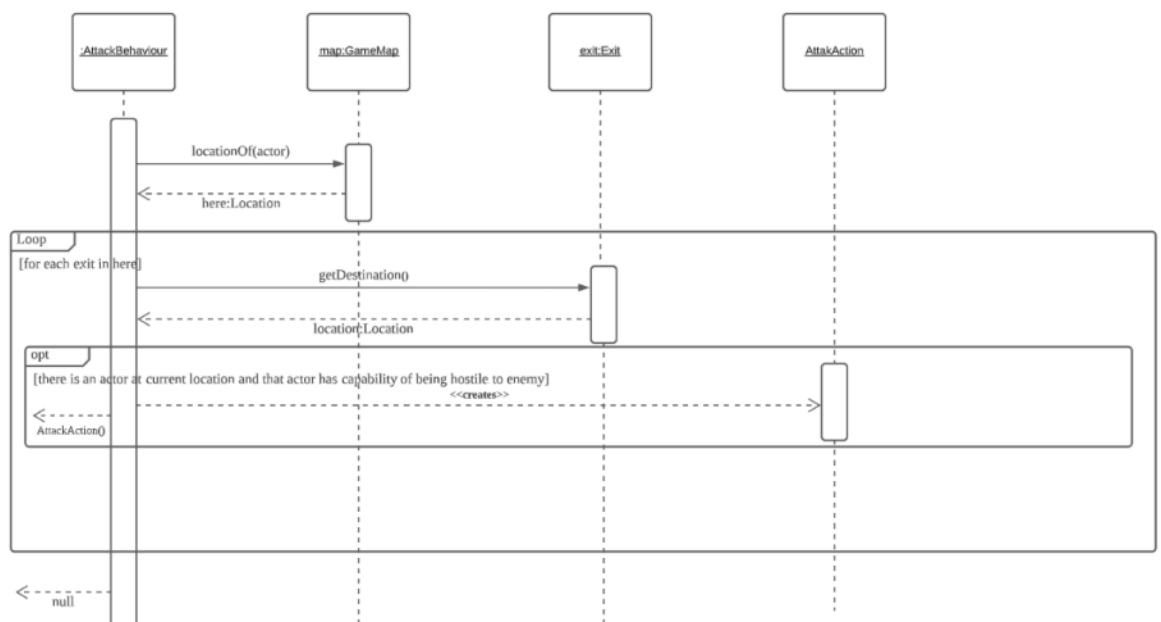 :AttackBehaviour
map:GameMap
exit:Exit
AttakAction
locationOf(actor)
here:Location
Loop
[for each exit in here]
getDestination()
location:Location
opt
[there is an actor at current location and that actor has capability of being hostile to enemy]
<<creates>>
AttackAction()
null